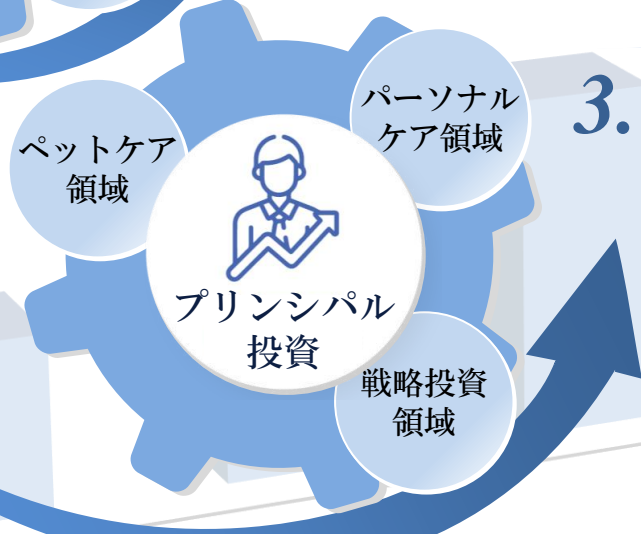 ペットケア
領域
パーソナル
ケア領域
3.
プリンシパル
投資
戦略投資
領域